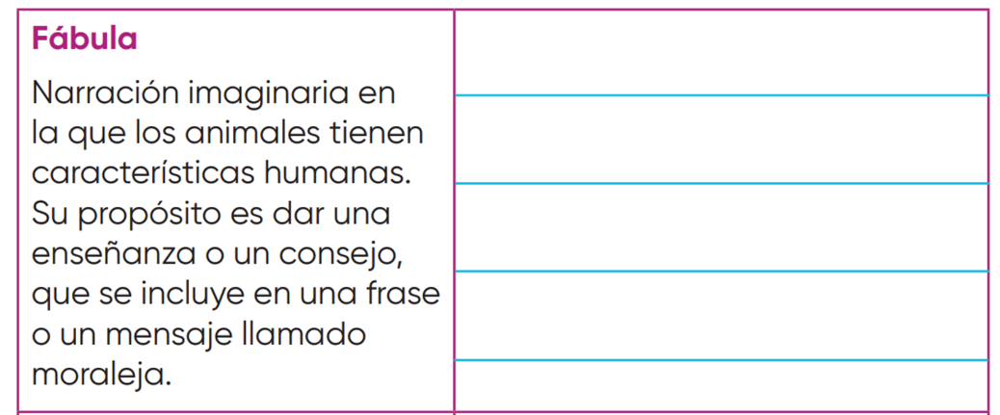 Fábula
Narración imaginaria en
la que los animales tienen
características humanas.
Su propósito es dar una
enseñanza o un consejo,
que se incluye en una frase
o un mensaje llamado
moraleja.